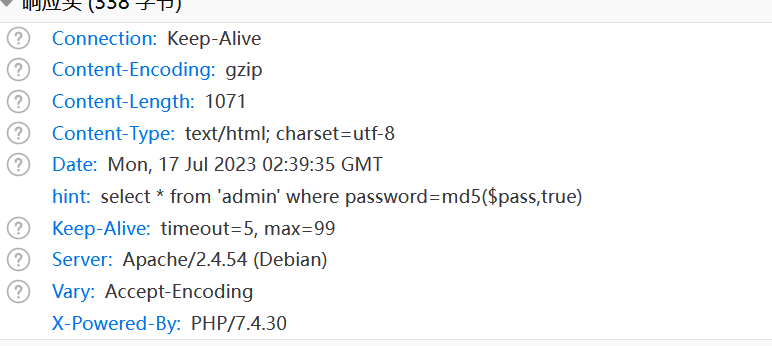 响应头 (338 字节)
Connection: Keep-Alive
Content-Encoding: gzip
Content-Length: 1071
Content-Type: text/html; charset=utf-8
Date: Mon, 17 Jul 2023 02:39:35 GMT
hint: select * from 'admin' where password=md5($pass,true)
Keep-Alive: timeout=5, max=99
Server: Apache/2.4.54 (Debian)
Vary: Accept-Encoding
X-Powered-By: PHP/7.4.30